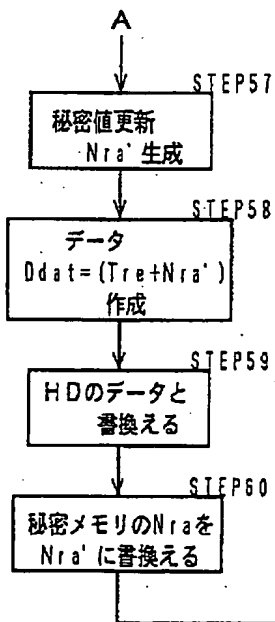 A
STEP57
秘密値更新
Nra' 生成
STEP58
データ
Ddat=(Tre+Nra')
作成
STEP59
HDのデータと
書換える
STEP60
秘密メモリのNraを
Nra' に書換える